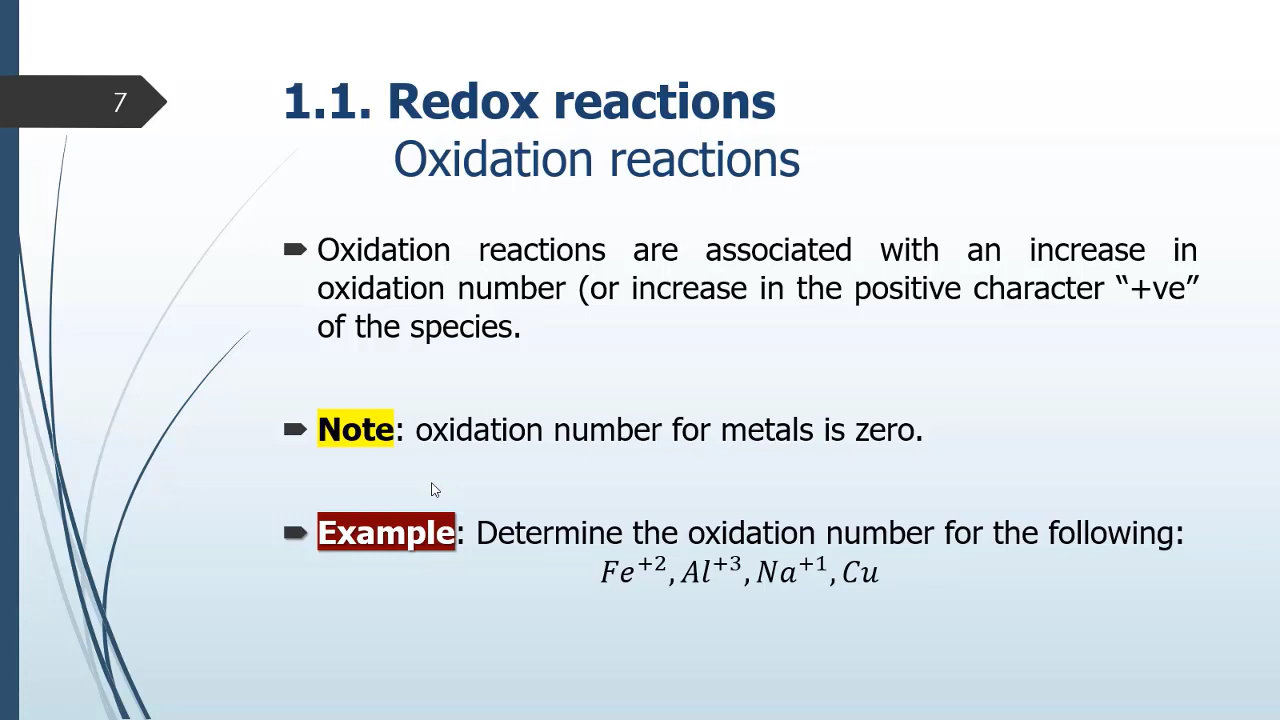 7
1.1. Redox reactions
Oxidation reactions
Oxidation reactions are associated with an increase in
oxidation number (or increase in the positive character “+ve”
of the species.
Note: oxidation number for metals is zero.
Example: Determine the oxidation number for the following:
Fe⁺², Al⁺³, Na⁺¹, Cu